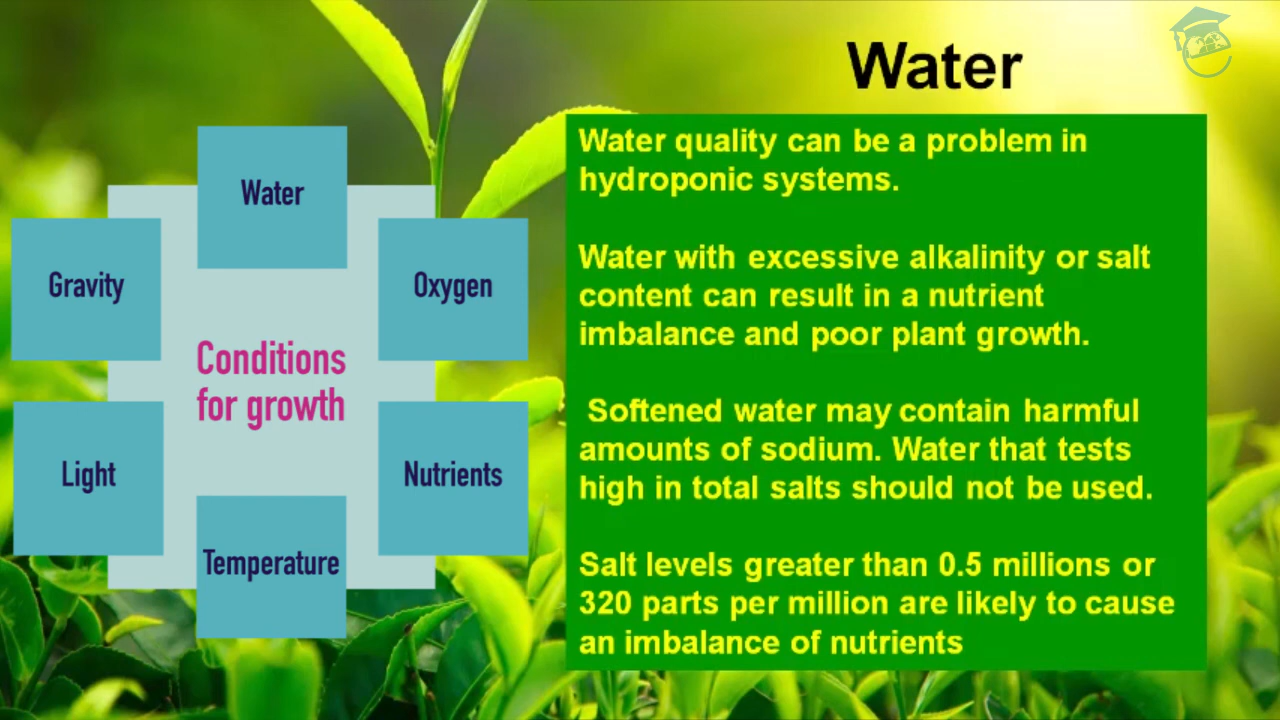 Water
Water
Gravity
Oxygen
Conditions
for growth
Light
Nutrients
Temperature
Water quality can be a problem in
hydroponic systems.
Water with excessive alkalinity or salt
content can result in a nutrient
imbalance and poor plant growth.
Softened water may contain harmful
amounts of sodium. Water that tests
high in total salts should not be used.
Salt levels greater than 0.5 millions or
320 parts per million are likely to cause
an imbalance of nutrients